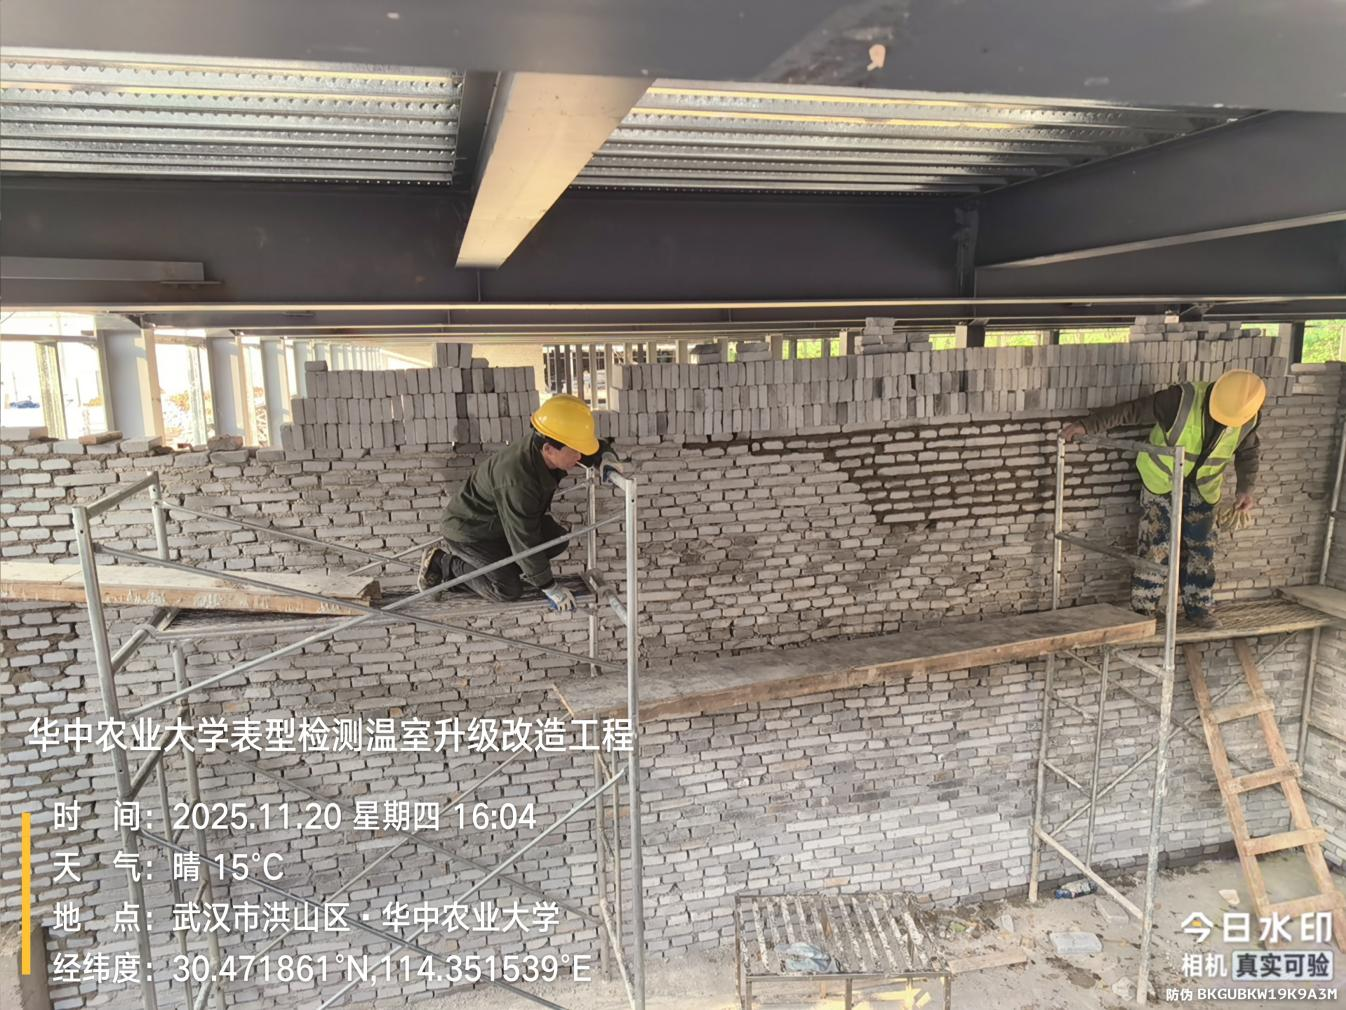 华中农业大学表型检测温室升级改造工程
时 间：2025.11.20 星期四 16:04
天 气：晴 15℃
地 点：武汉市洪山区·华中农业大学
经纬度：30.471861°N,114.351539°E
今日水印
相机 真实可验
防伪 BKGUBKW19K9A3M